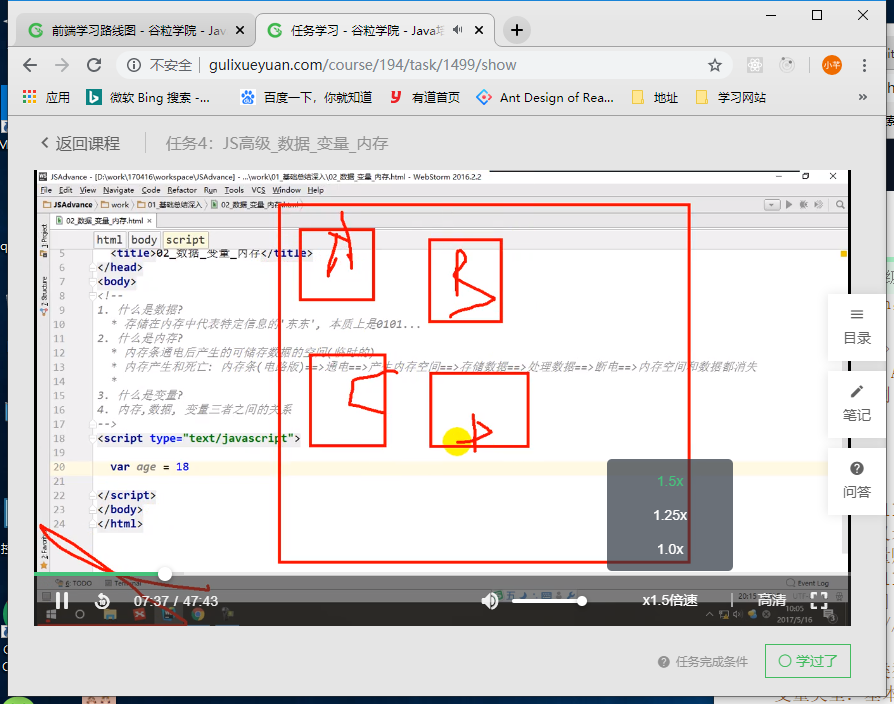 前端学习路线图 - 谷粒学院 - Jav
任务学习 - 谷粒学院 - Java培
不安全 gulixueyuan.com/course/194/task/1499/show
小芊
应用 微软 Bing 搜索 -... 百度一下，你就知道 有道首页 Ant Design of Rea... 地址 学习网站
返回课程 任务4：JS高级_数据_变量_内存
JSAdvance - [D:\work\170416\workspace\JSAdvance] - ...\work\01_基础总结深入\02_数据_变量_内存.html - WebStorm 2016.2.2
File Edit View Navigate Code Refactor Run Tools VCS Window Help
JSAdvance work 01_基础总结深入 02_数据_变量_内存.html
02_数据_变量_内存.html
html body script
5 <title>02_数据_变量_内存</title>
6 </head>
7 <body>
8 <!--
9 1. 什么是数据?
10 * 存储在内存中代表特定信息的'东东', 本质上是0101...
11 2. 什么是内存?
12 * 内存条通电后产生的可储存数据的空间(临时的)
13 * 内存产生和死亡: 内存条(电路版)==>通电==>产生内存空间==>存储数据==>处理数据==>断电==>内存空间和数据都消失
14 *
15 3. 什么是变量?
16 4. 内存,数据, 变量三者之间的关系
17 -->
18 <script type="text/javascript">
19
20 var age = 18
21
22 </script>
23 </body>
24 </html>
1: Project
2: Structure
A
B
C
D
目录
笔记
问答
1.5x
1.25x
1.0x
6: TODO Terminal Event Log
07:37 / 47:43 x1.5倍速 高清
10:05
2017/5/16
任务完成条件 学过了